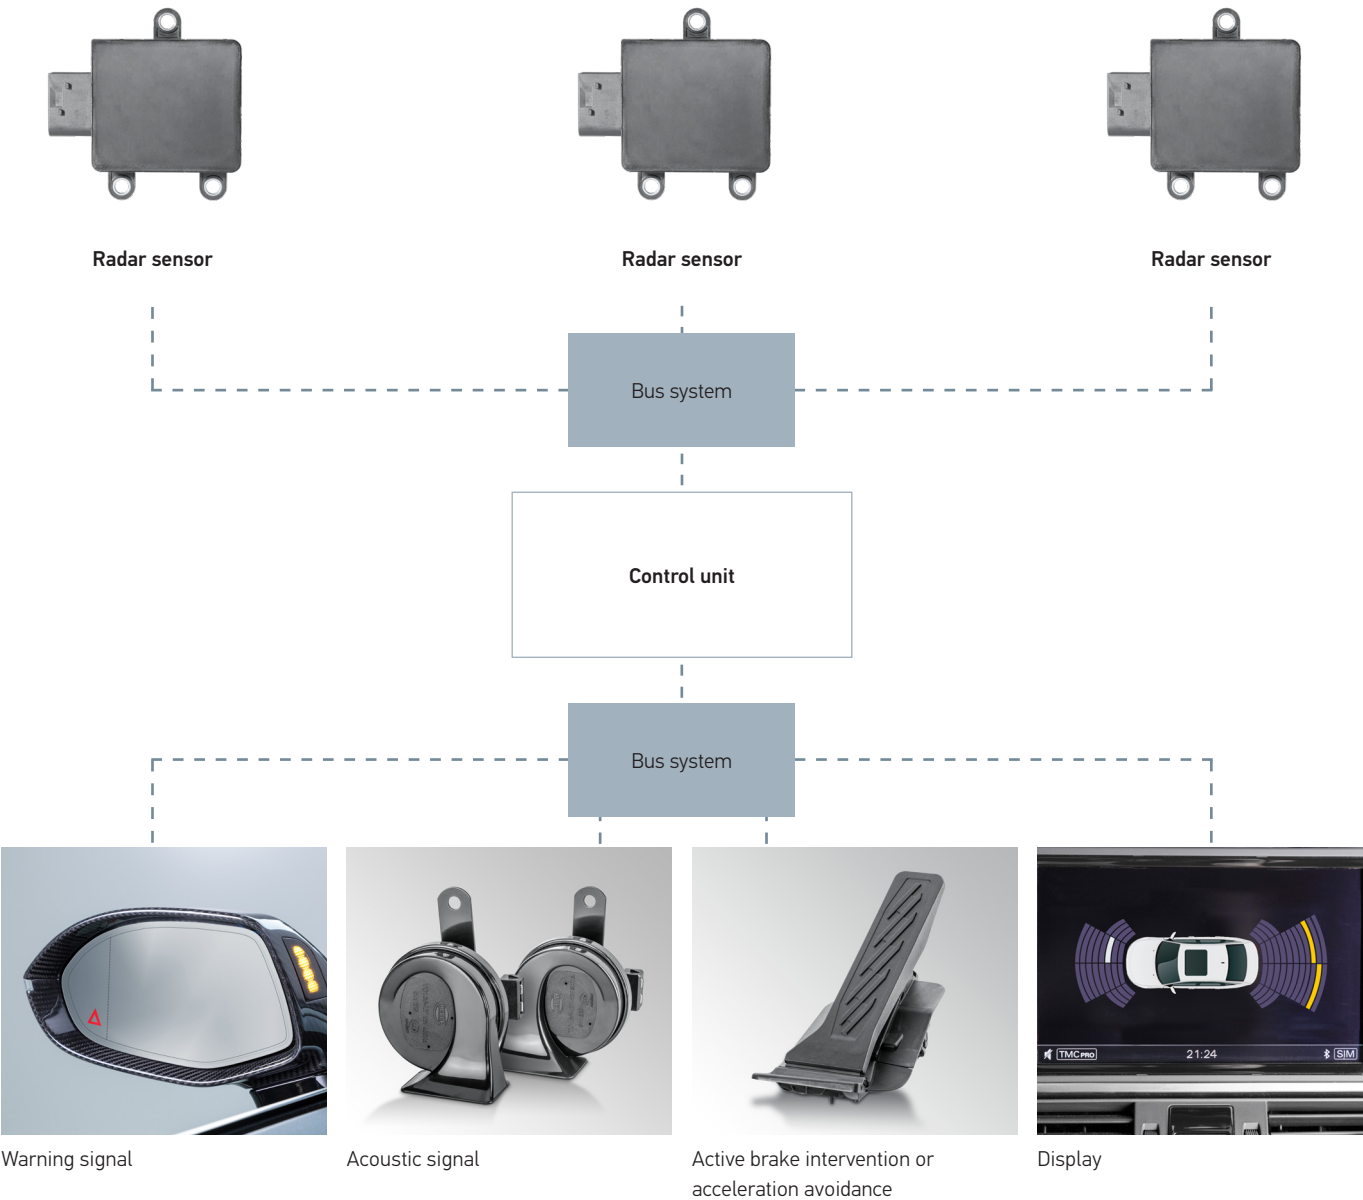 Radar sensor
Radar sensor
Radar sensor
Bus system
Control unit
Bus system
TMC PRO
21:24
SIM
Warning signal
Acoustic signal
Active brake intervention or
acceleration avoidance
Display